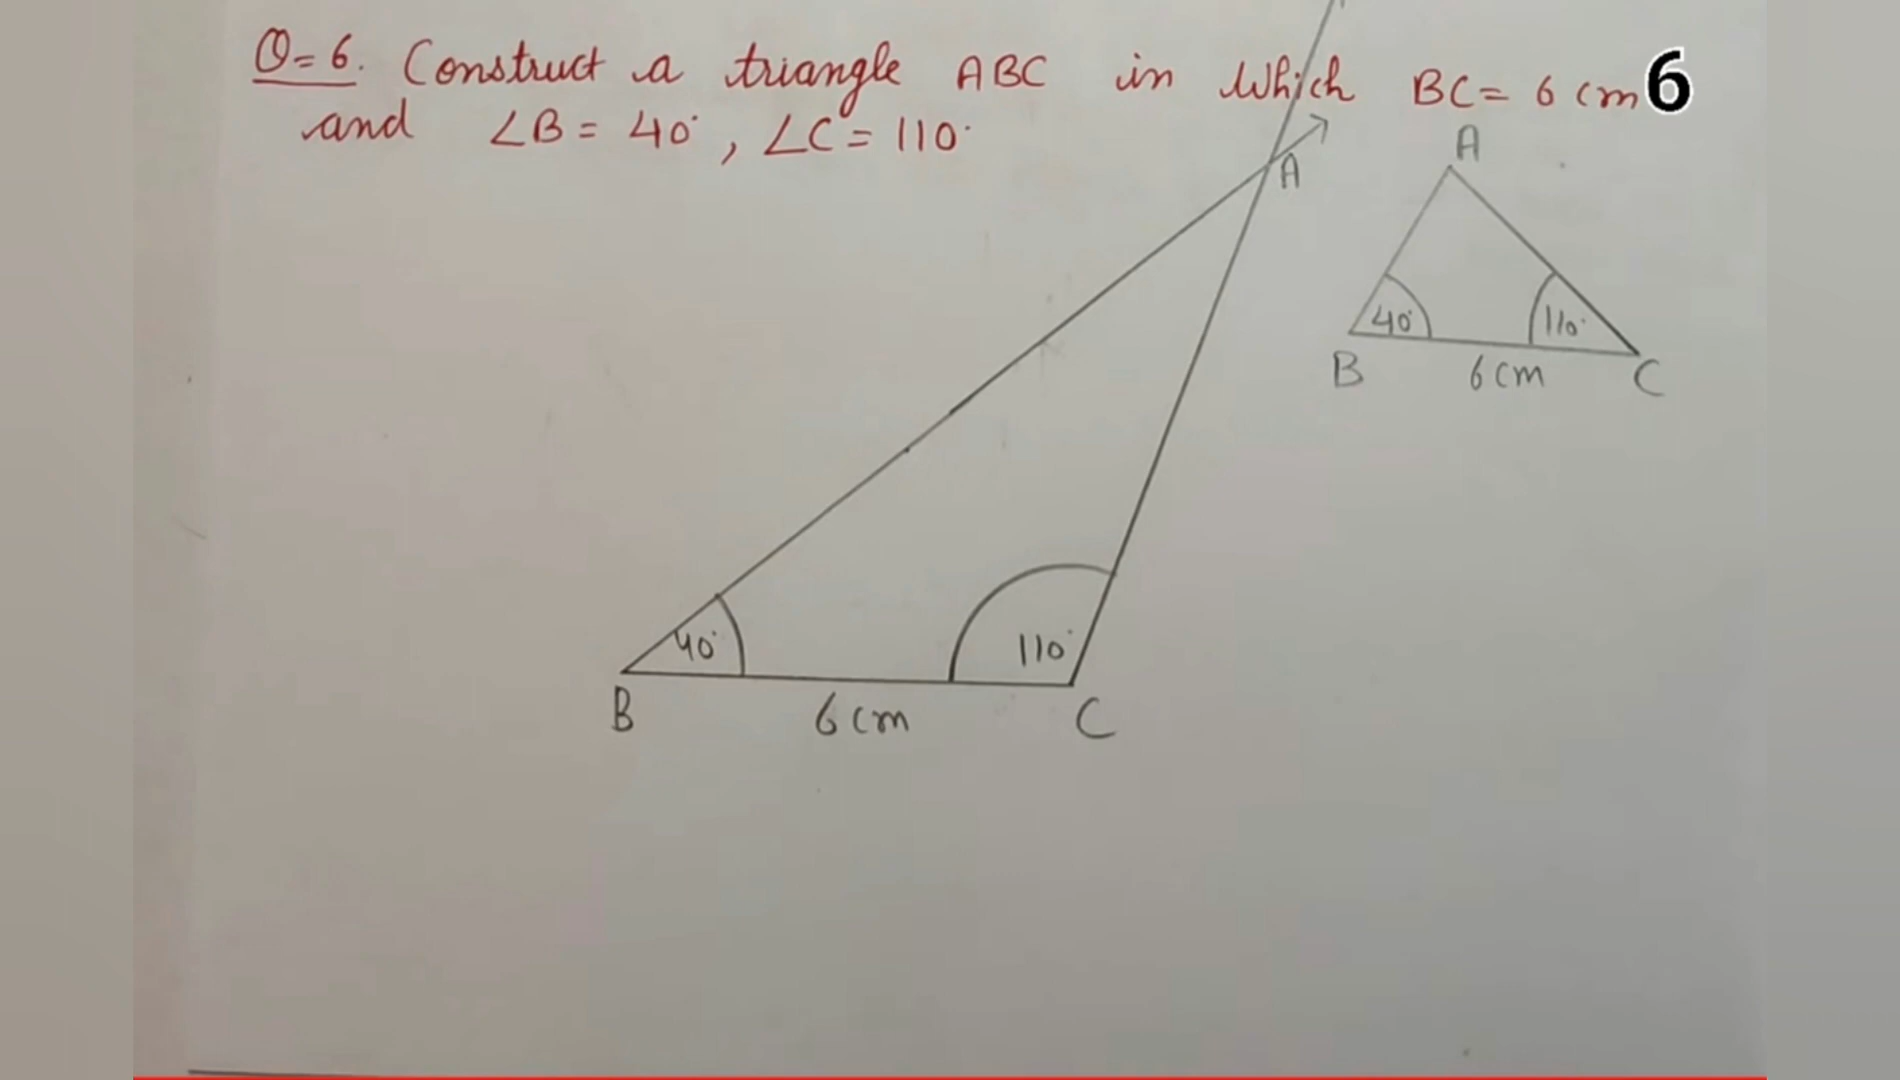 Q=6. Construct a triangle ABC in which BC= 6 cm 6
and ∠B = 40°, ∠C = 110°
A
A
40°
110°
B
6 cm
C
40°
110°
B
6 cm
C